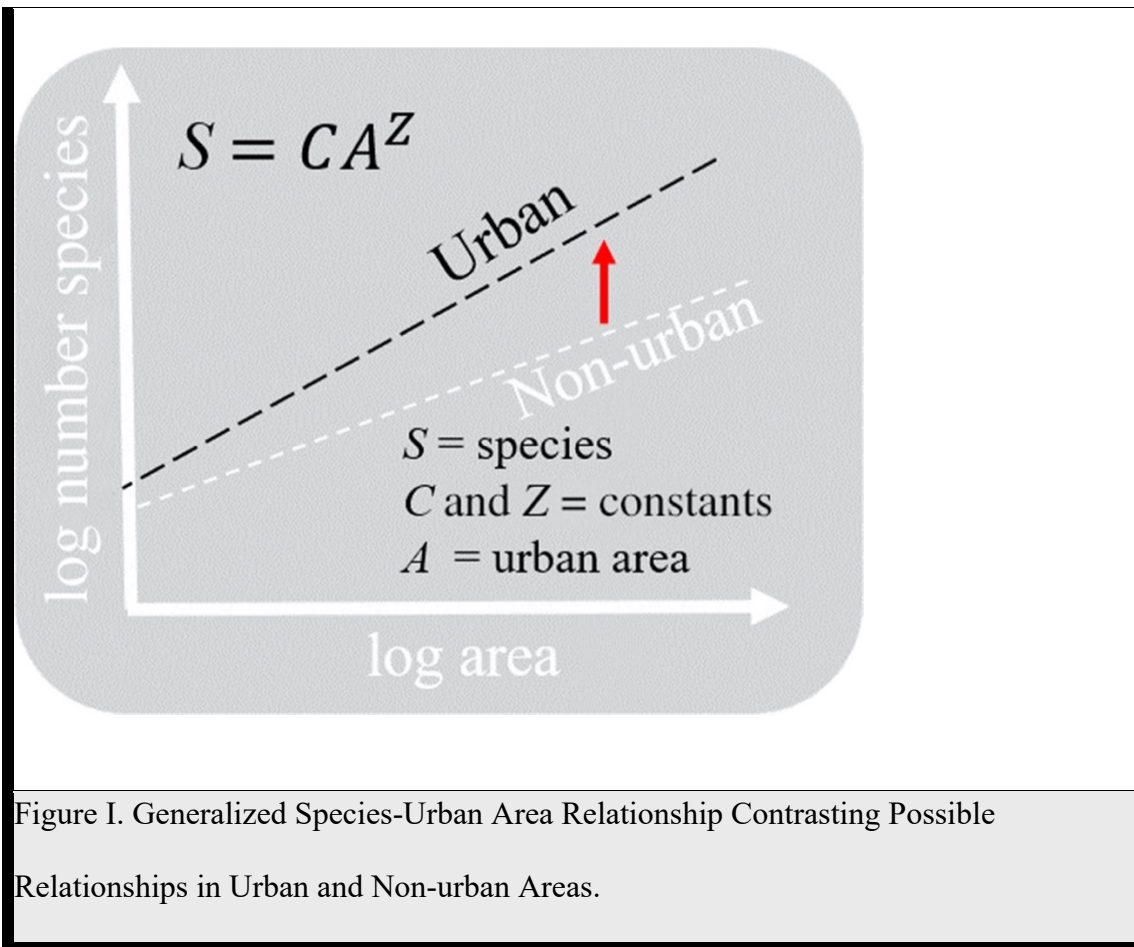 log number species
S = CA^Z
Urban
Non-urban
S = species
C and Z = constants
A = urban area
log area
Figure I. Generalized Species-Urban Area Relationship Contrasting Possible
Relationships in Urban and Non-urban Areas.